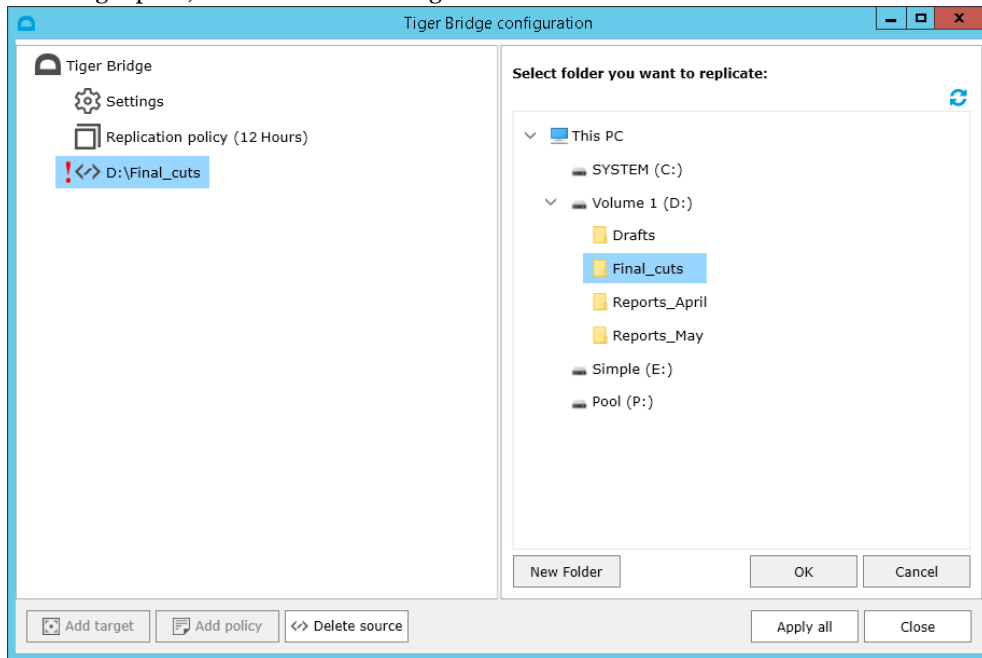 Tiger Bridge configuration
Tiger Bridge
Settings
Replication policy (12 Hours)
D:\Final_cuts
Select folder you want to replicate:
This PC
SYSTEM (C:)
Volume 1 (D:)
Drafts
Final_cuts
Reports_April
Reports_May
Simple (E:)
Pool (P:)
New Folder
OK
Cancel
Add target
Add policy
Delete source
Apply all
Close